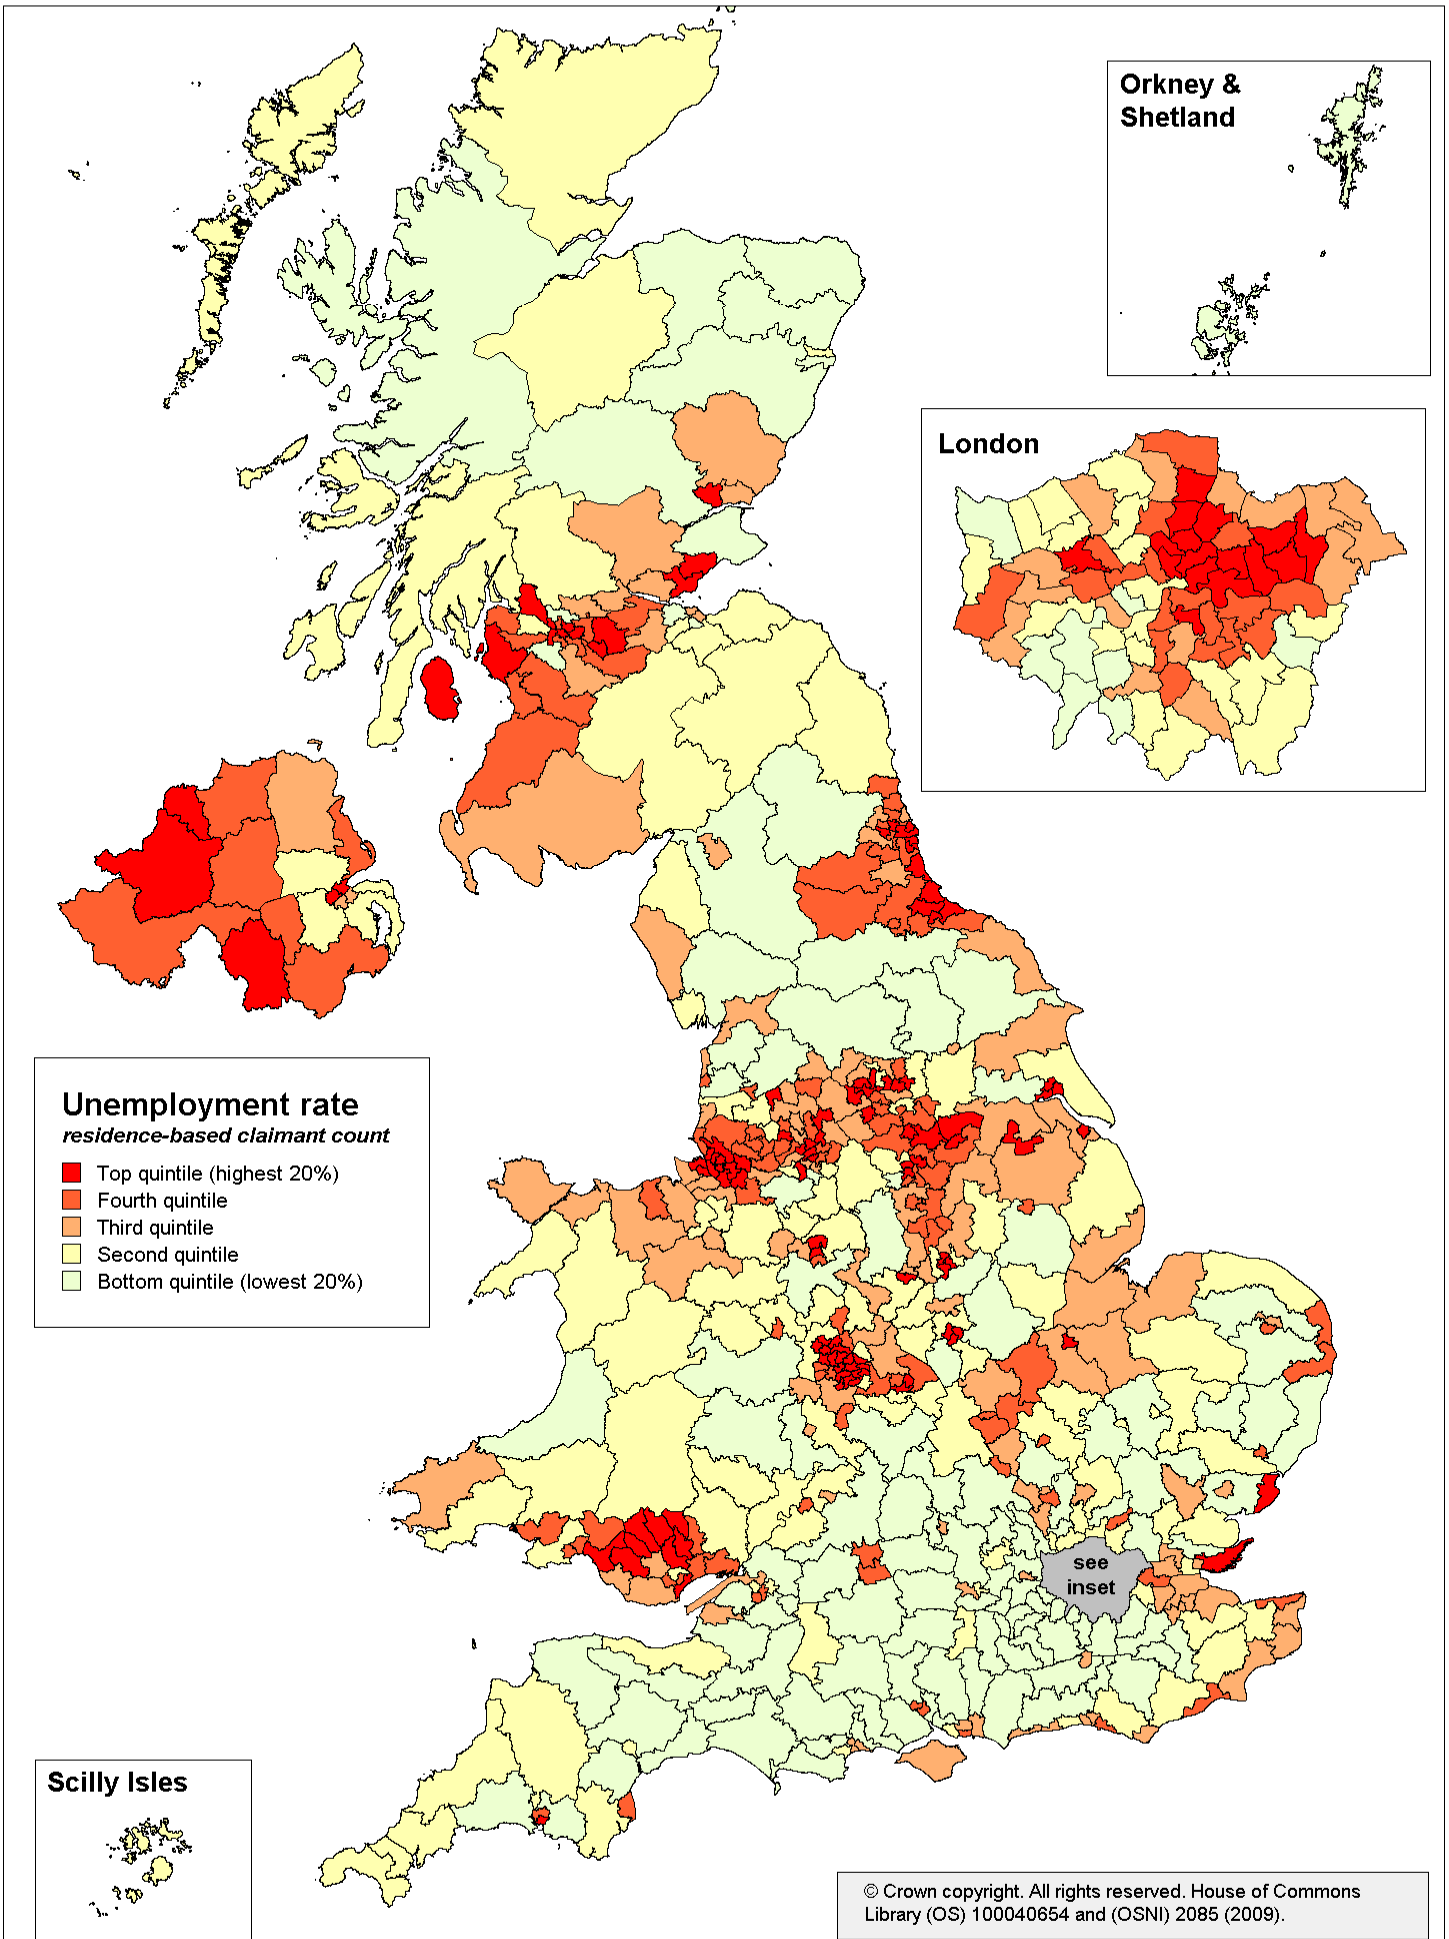 Orkney &
Shetland
London
Unemployment rate
residence-based claimant count
Top quintile (highest 20%)
Fourth quintile
Third quintile
Second quintile
Bottom quintile (lowest 20%)
see
inset
Scilly Isles
© Crown copyright. All rights reserved. House of Commons
Library (OS) 100040654 and (OSNI) 2085 (2009).